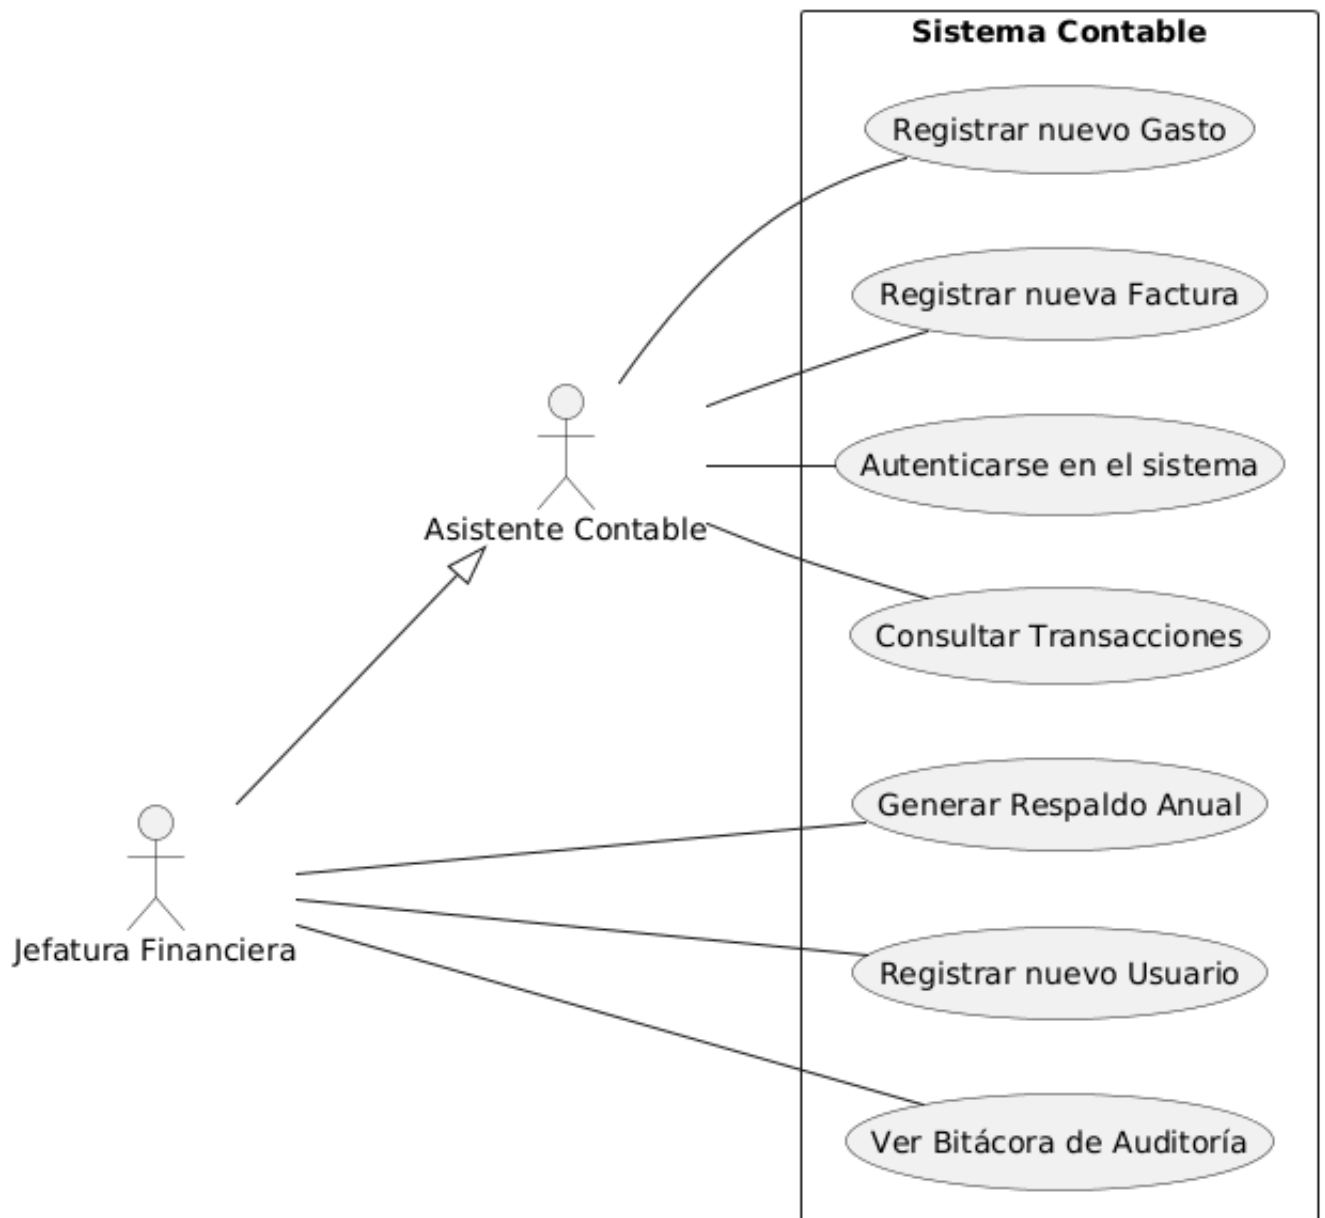 Sistema Contable
Registrar nuevo Gasto
Registrar nueva Factura
Autenticarse en el sistema
Asistente Contable
Consultar Transacciones
Generar Respaldo Anual
Jefatura Financiera
Registrar nuevo Usuario
Ver Bitácora de Auditoría